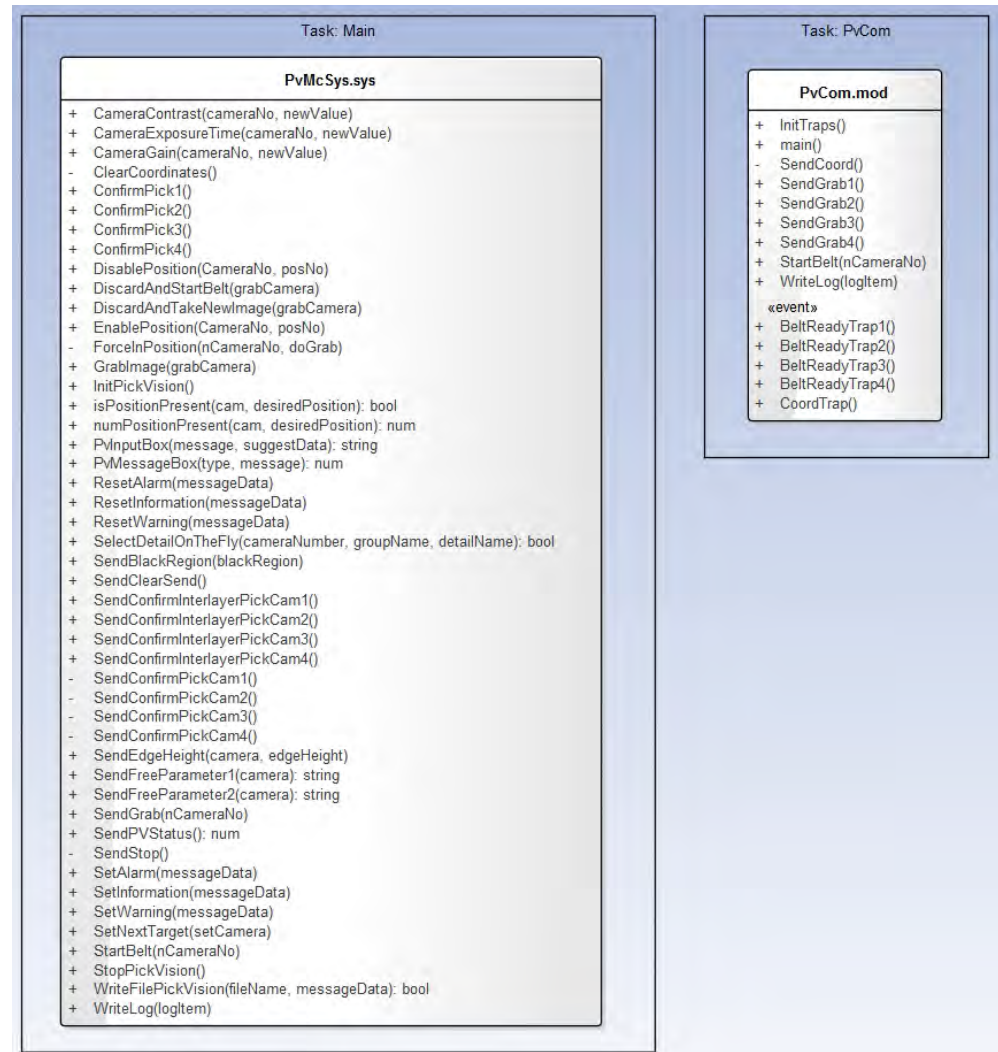 Task: Main
PvMcSys.sys
+ CameraContrast(cameraNo, newValue)
+ CameraExposureTime(cameraNo, newValue)
+ CameraGain(cameraNo, newValue)
- ClearCoordinates()
+ ConfirmPick1()
+ ConfirmPick2()
+ ConfirmPick3()
+ ConfirmPick4()
+ DisablePosition(CameraNo, posNo)
+ DiscardAndStartBelt(grabCamera)
+ DiscardAndTakeNewImage(grabCamera)
+ EnablePosition(CameraNo, posNo)
- ForceInPosition(nCameraNo, doGrab)
+ GrabImage(grabCamera)
+ InitPickVision()
+ isPositionPresent(cam, desiredPosition): bool
+ numPositionPresent(cam, desiredPosition): num
+ PvInputBox(message, suggestData): string
+ PvMessageBox(type, message): num
+ ResetAlarm(messageData)
+ ResetInformation(messageData)
+ ResetWarning(messageData)
+ SelectDetailOnTheFly(cameraNumber, groupName, detailName): bool
+ SendBlackRegion(blackRegion)
+ SendClearSend()
+ SendConfirmInterlayerPickCam1()
+ SendConfirmInterlayerPickCam2()
+ SendConfirmInterlayerPickCam3()
+ SendConfirmInterlayerPickCam4()
- SendConfirmPickCam1()
- SendConfirmPickCam2()
- SendConfirmPickCam3()
- SendConfirmPickCam4()
+ SendEdgeHeight(camera, edgeHeight)
+ SendFreeParameter1(camera): string
+ SendFreeParameter2(camera): string
+ SendGrab(nCameraNo)
+ SendPVStatus(): num
- SendStop()
+ SetAlarm(messageData)
+ SetInformation(messageData)
+ SetWarning(messageData)
+ SetNextTarget(setCamera)
+ StartBelt(nCameraNo)
+ StopPickVision()
+ WriteFilePickVision(fileName, messageData): bool
+ WriteLog(logItem)
Task: PvCom
PvCom.mod
+ InitTraps()
+ main()
- SendCoord()
+ SendGrab1()
+ SendGrab2()
+ SendGrab3()
+ SendGrab4()
+ StartBelt(nCameraNo)
+ WriteLog(logItem)
«event»
+ BeltReadyTrap1()
+ BeltReadyTrap2()
+ BeltReadyTrap3()
+ BeltReadyTrap4()
+ CoordTrap()